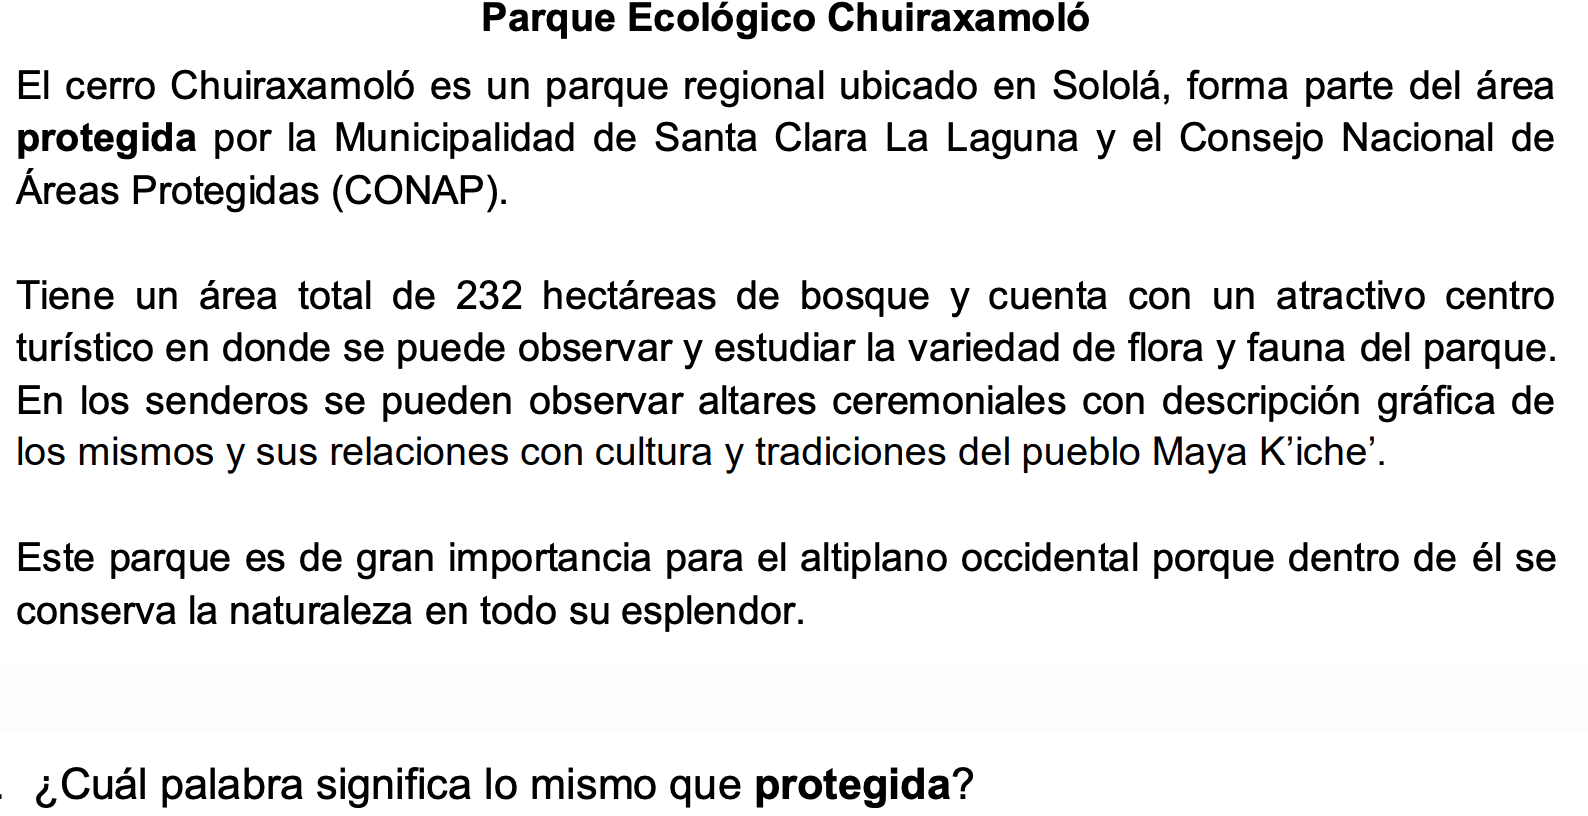 Parque Ecológico Chuiraxamoló
El cerro Chuiraxamoló es un parque regional ubicado en Sololá, forma parte del área
protegida por la Municipalidad de Santa Clara La Laguna y el Consejo Nacional de
Áreas Protegidas (CONAP).
Tiene un área total de 232 hectáreas de bosque y cuenta con un atractivo centro
turístico en donde se puede observar y estudiar la variedad de flora y fauna del parque.
En los senderos se pueden observar altares ceremoniales con descripción gráfica de
los mismos y sus relaciones con cultura y tradiciones del pueblo Maya K’iche’.
Este parque es de gran importancia para el altiplano occidental porque dentro de él se
conserva la naturaleza en todo su esplendor.
. ¿Cuál palabra significa lo mismo que protegida?